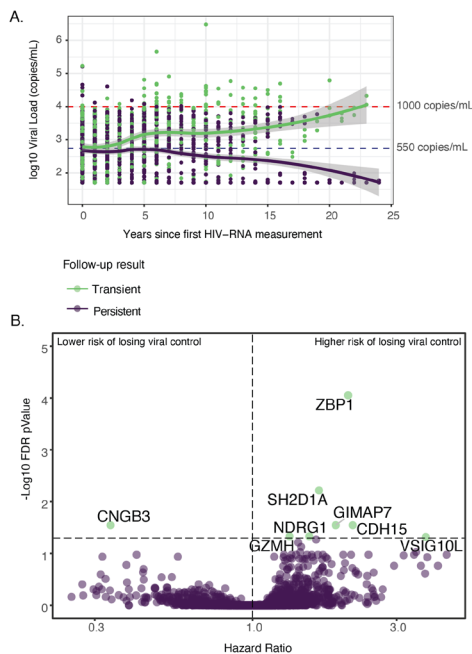 A.
log10 Viral Load (copies/mL)
6
5
4
3
2
1000 copies/mL
550 copies/mL
0
5
10
15
20
25
Years since first HIV−RNA measurement
Follow-up result
Transient
Persistent
B.
-Log10 FDR pValue
5
4
3
2
1
0
Lower risk of losing viral control
Higher risk of losing viral control
ZBP1
SH2D1A
CNGB3
GIMAP7
NDRG1
CDH15
GZMH
VSIG10L
0.3
1.0
3.0
Hazard Ratio